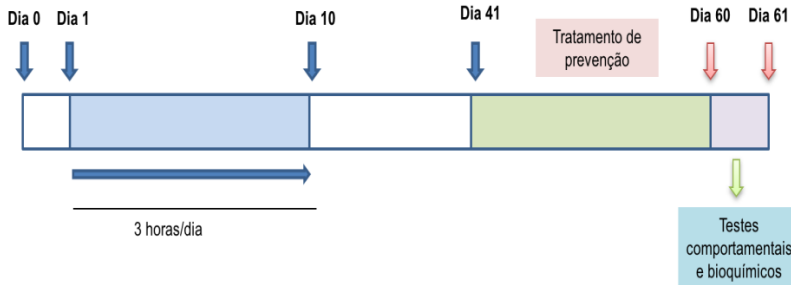 Dia 0
Dia 1
Dia 10
Dia 41
Tratamento de
prevenção
Dia 60
Dia 61
3 horas/dia
Testes
comportamentais
e bioquímicos